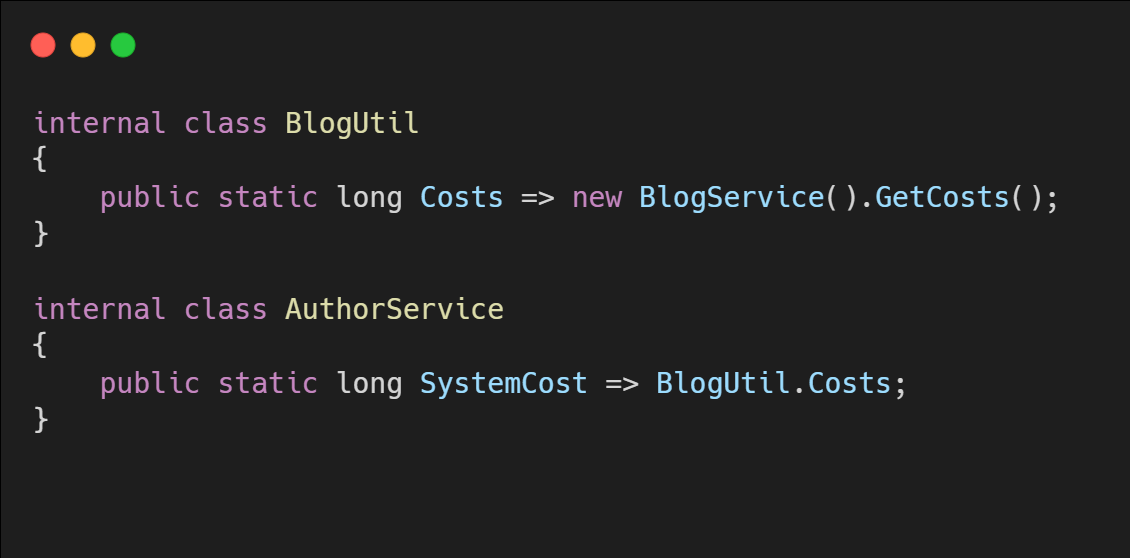 internal class BlogUtil
{
    public static long Costs => new BlogService().GetCosts();
}

internal class AuthorService
{
    public static long SystemCost => BlogUtil.Costs;
}